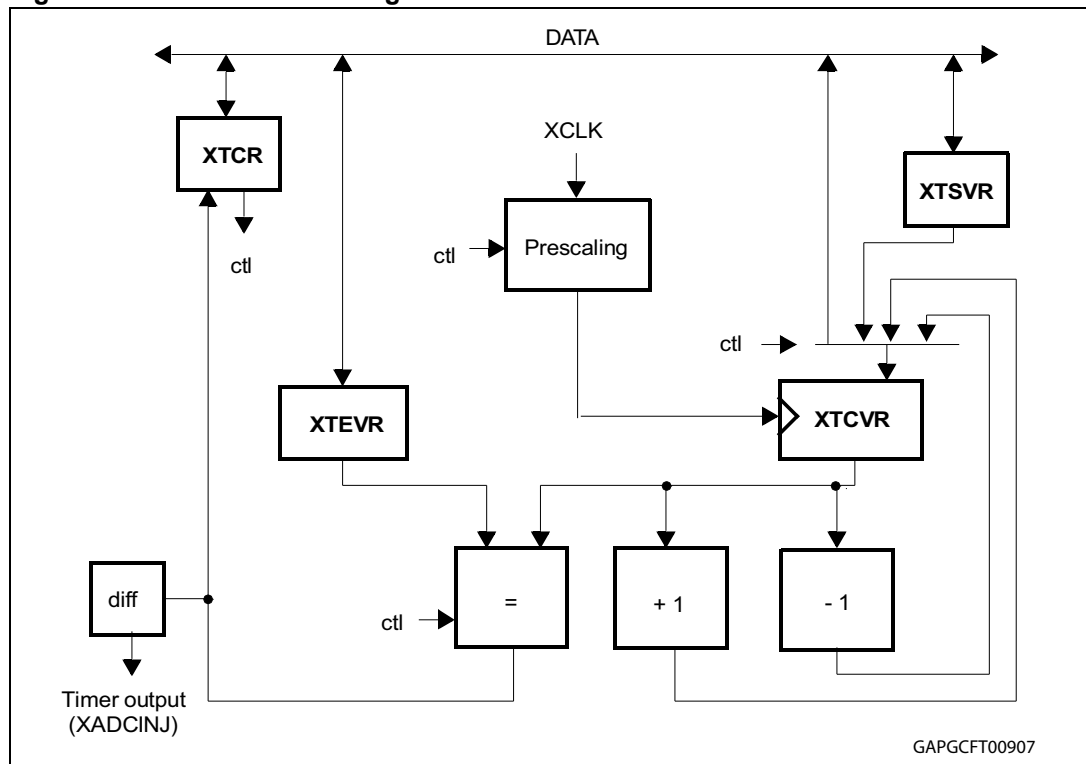 DATA
XTCR
XCLK
XTSVR
ctl
Prescaling
ctl
ctl
XTEVR
XTCVR
diff
=
+ 1
- 1
ctl
Timer output
(XADCINJ)
GAPGCFT00907